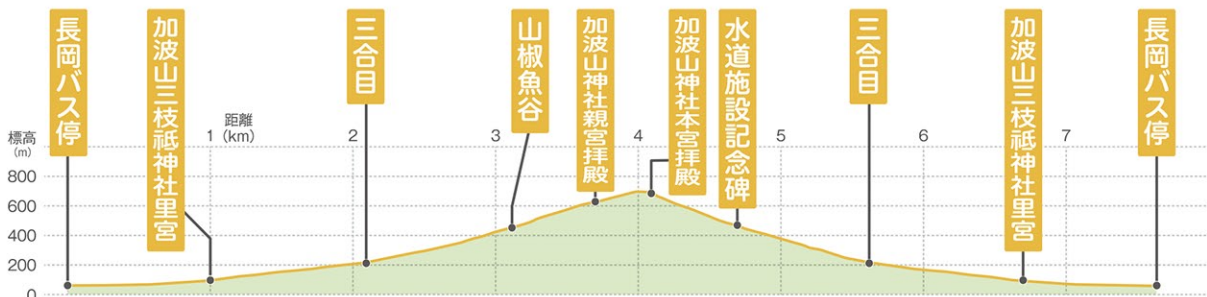 長岡バス停
加波山三枝祇神社里宮
三合目
山椒魚谷
加波山神社親宮拝殿
加波山神社本宮拝殿
水道施設記念碑
三合目
加波山三枝祇神社里宮
長岡バス停
距離
1 (km) 2 3 4 5 6 7
標高
(m)
800
600
400
200
0